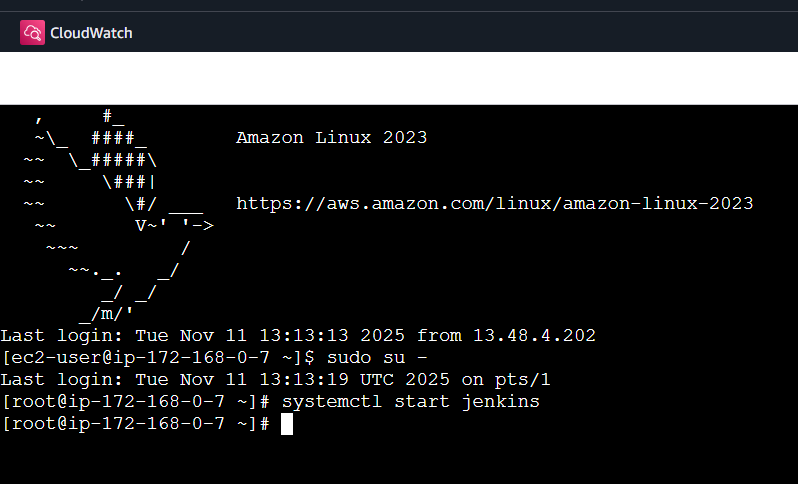 CloudWatch
   ,     #_
   ~\_  ####_        Amazon Linux 2023
  ~~  \_#####\
  ~~     \###|
  ~~       \#/ ___   https://aws.amazon.com/linux/amazon-linux-2023
   ~~       V~' '->
    ~~~         /
      ~~._.   _/
         _/ _/
       _/m/'
Last login: Tue Nov 11 13:13:13 2025 from 13.48.4.202
[ec2-user@ip-172-168-0-7 ~]$ sudo su -
Last login: Tue Nov 11 13:13:19 UTC 2025 on pts/1
[root@ip-172-168-0-7 ~]# systemctl start jenkins
[root@ip-172-168-0-7 ~]#